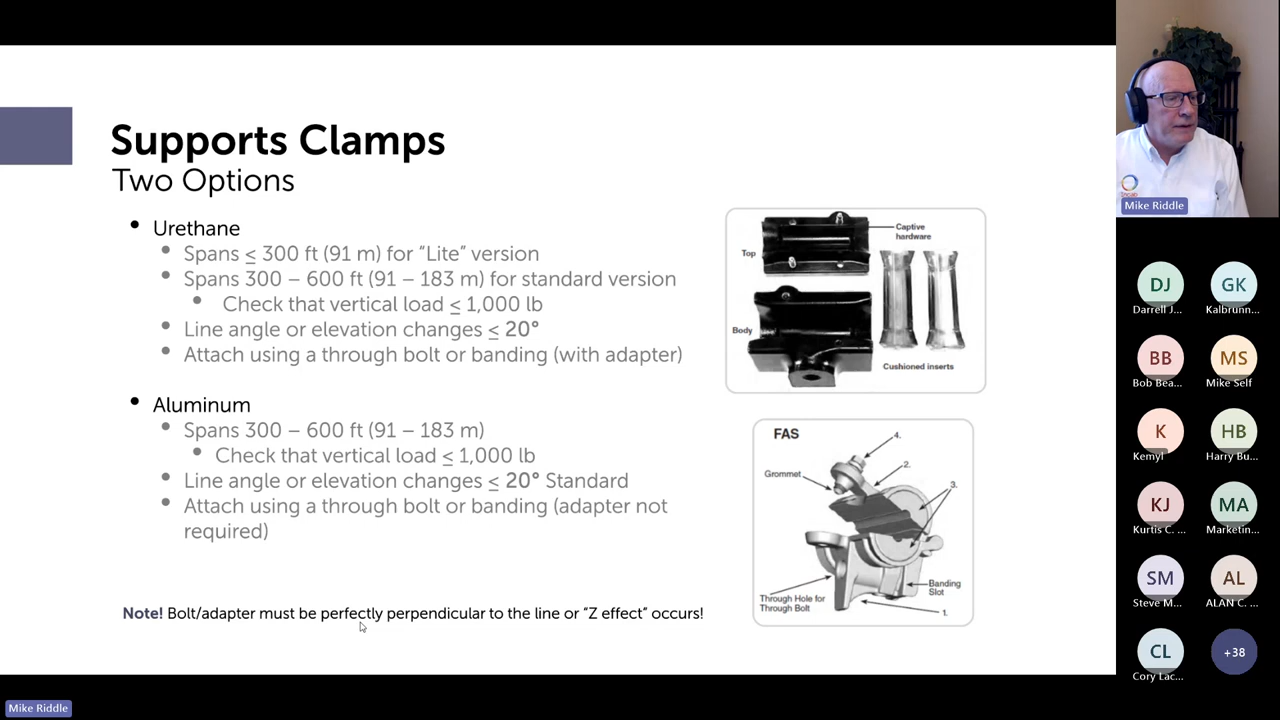 Supports Clamps
Two Options
• Urethane
• Spans ≤ 300 ft (91 m) for “Lite” version
• Spans 300 – 600 ft (91 – 183 m) for standard version
• Check that vertical load ≤ 1,000 lb
• Line angle or elevation changes ≤ 20°
• Attach using a through bolt or banding (with adapter)
• Aluminum
• Spans 300 – 600 ft (91 – 183 m)
• Check that vertical load ≤ 1,000 lb
• Line angle or elevation changes ≤ 20° Standard
• Attach using a through bolt or banding (adapter not
required)
Note! Bolt/adapter must be perfectly perpendicular to the line or “Z effect” occurs!
Captive
hardware
Top
Body
Cushioned inserts
FAS
4.
Grommet
2.
3.
Through Hole for
Through Bolt
Banding
Slot
1.
Mike Riddle
DJ
Darrell J...
GK
Kalbrunn...
BB
Bob Bea...
MS
Mike Self
K
Kemyl
HB
Harry Bu...
KJ
Kurtis C. ...
MA
Marketin...
SM
Steve M...
AL
ALAN C. ...
CL
Cory Lac...
+38
Mike Riddle